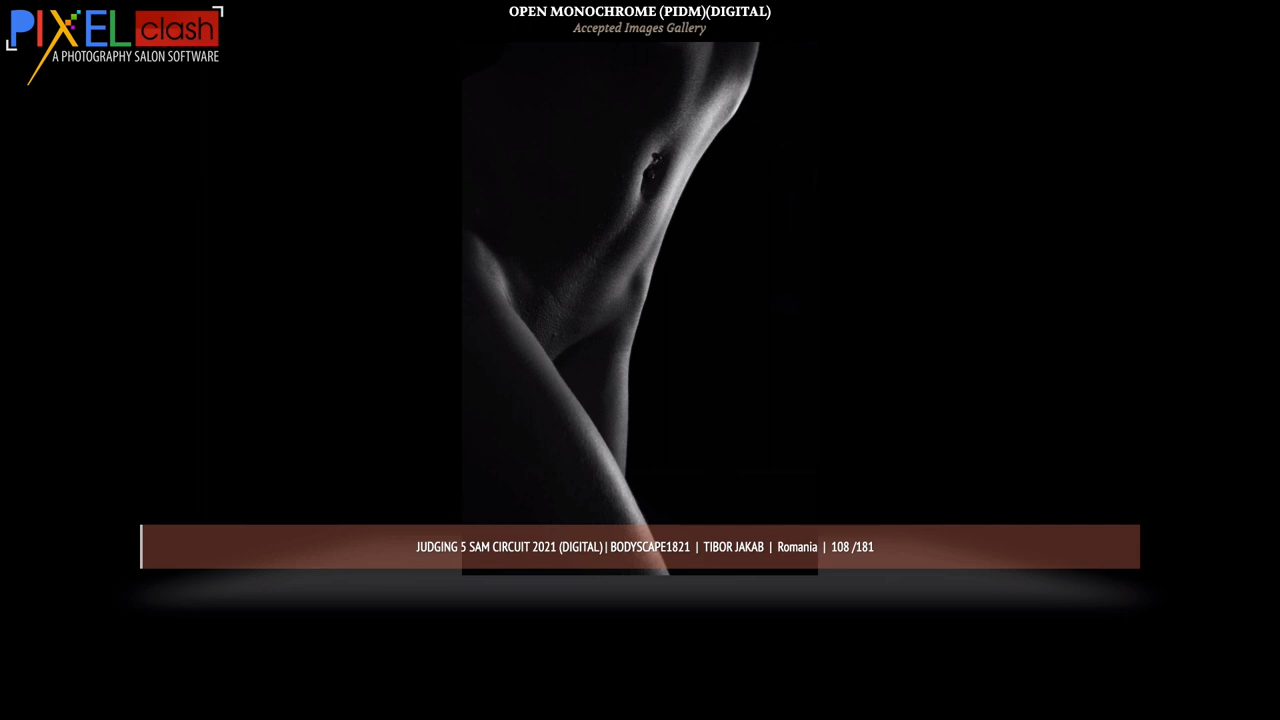 PIXEL clash
A PHOTOGRAPHY SALON SOFTWARE
OPEN MONOCHROME (PIDM)(DIGITAL)
Accepted Images Gallery
JUDGING 5 SAM CIRCUIT 2021 (DIGITAL) | BODYSCAPE1821 | TIBOR JAKAB | Romania | 108 /181